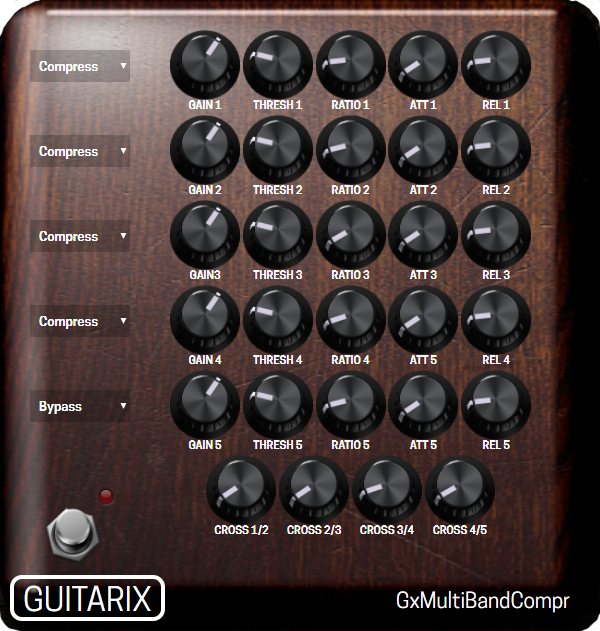 Compress
GAIN 1 THRESH 1 RATIO 1 ATT 1 REL 1
Compress
GAIN 2 THRESH 2 RATIO 2 ATT 2 REL 2
Compress
GAIN3 THRESH 3 RATIO 3 ATT 3 REL 3
Compress
GAIN 4 THRESH 4 RATIO 4 ATT 5 REL 4
Bypass
GAIN 5 THRESH 5 RATIO 5 ATT 5 REL 5
CROSS 1/2 CROSS 2/3 CROSS 3/4 CROSS 4/5
GUITARIX
GxMultiBandCompr